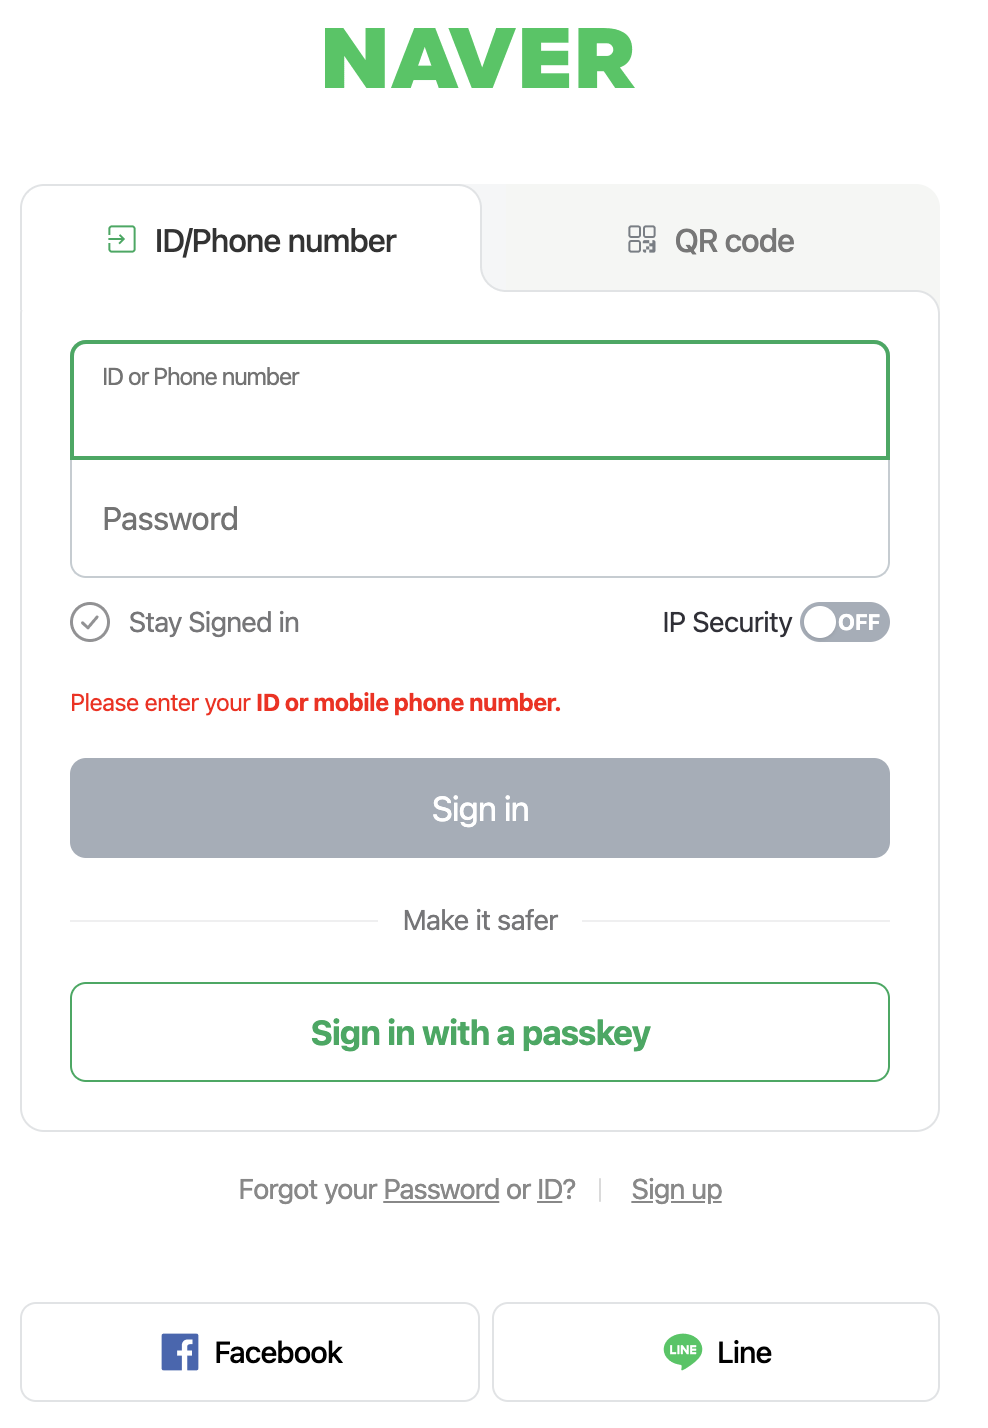 NAVER
ID/Phone number
QR code
ID or Phone number
Password
Stay Signed in
IP Security OFF
Please enter your ID or mobile phone number.
Sign in
Make it safer
Sign in with a passkey
Forgot your Password or ID? | Sign up
Facebook
LINE Line